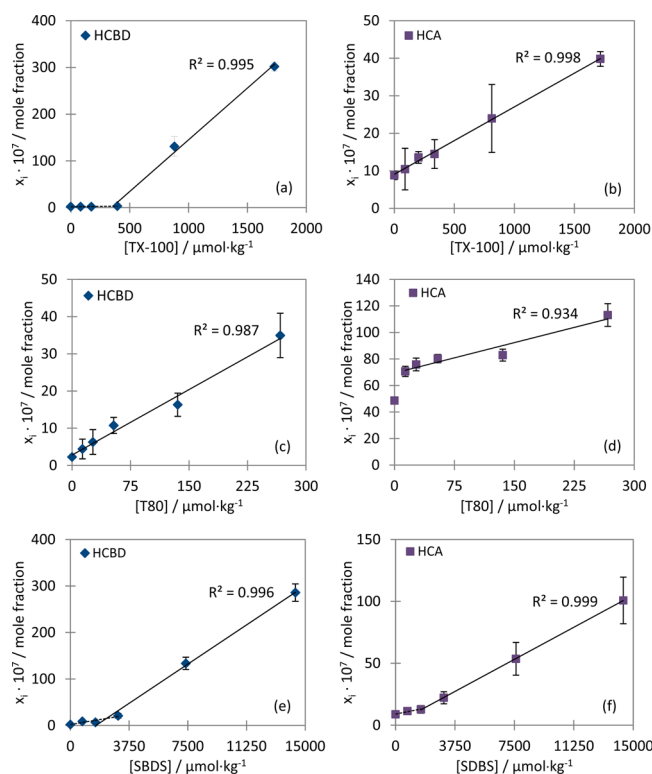 400
300
200
100
0
xᵢ · 10⁷ / mole fraction
HCBD
R² = 0.995
(a)
0 500 1000 1500 2000
[TX-100] / µmol·kg⁻¹
50
40
30
20
10
0
xᵢ · 10⁷ / mole fraction
HCA
R² = 0.998
(b)
0 500 1000 1500 2000
[TX-100] / µmol·kg⁻¹
50
40
30
20
10
0
xᵢ · 10⁷ / mole fraction
HCBD
R² = 0.987
(c)
0 75 150 225 300
[T80] / µmol·kg⁻¹
140
120
100
80
60
40
20
0
xᵢ · 10⁷ / mole fraction
HCA
R² = 0.934
(d)
0 75 150 225 300
[T80] / µmol·kg⁻¹
400
300
200
100
0
xᵢ · 10⁷ / mole fraction
HCBD
R² = 0.996
(e)
0 3750 7500 11250 15000
[SBDS] / µmol·kg⁻¹
150
100
50
0
xᵢ · 10⁷ / mole fraction
HCA
R² = 0.999
(f)
0 3750 7500 11250 15000
[SDBS] / µmol·kg⁻¹